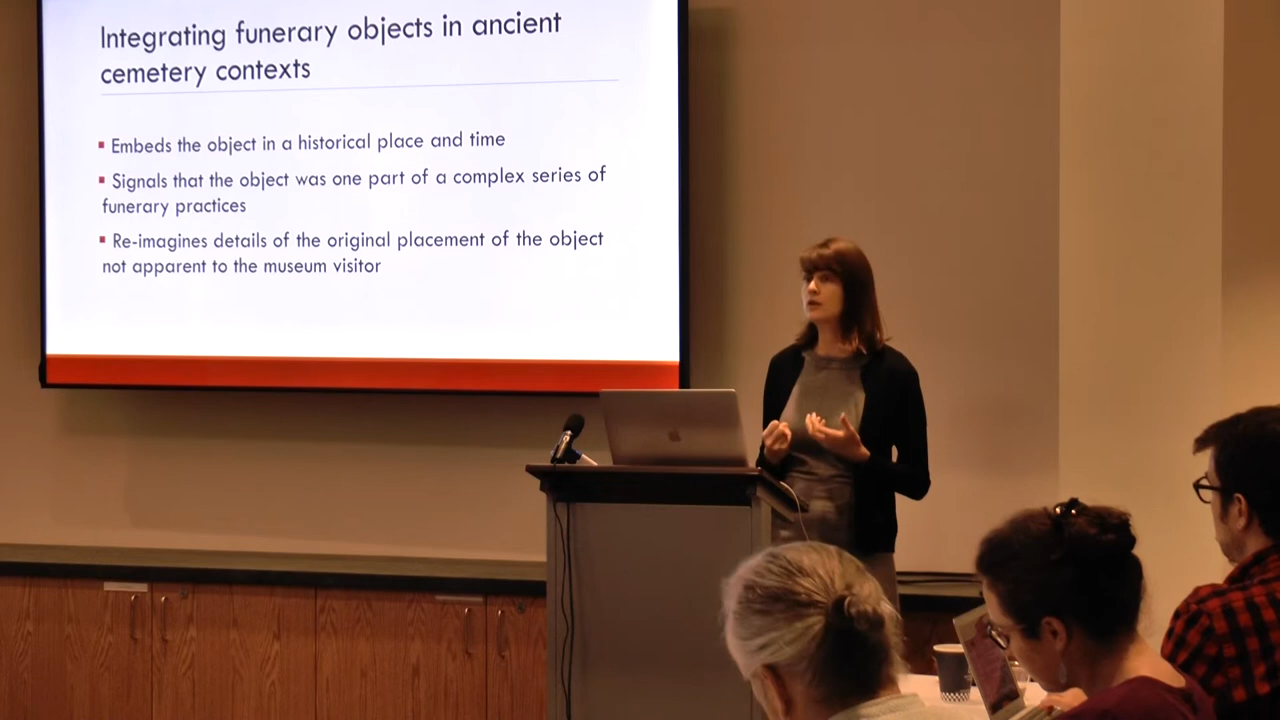 Integrating funerary objects in ancient
cemetery contexts
▪ Embeds the object in a historical place and time
▪ Signals that the object was one part of a complex series of
funerary practices
▪ Re-imagines details of the original placement of the object
not apparent to the museum visitor